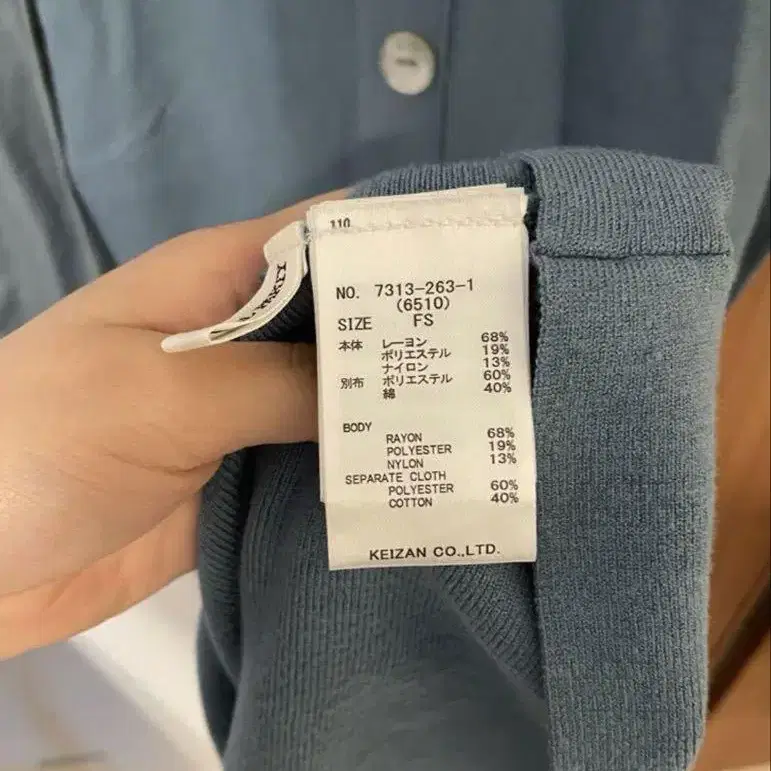 110
NO. 7313-263-1
(6510)
SIZE FS
本体 レーヨン 68%
ポリエステル 19%
ナイロン 13%
別布 ポリエステル 60%
綿 40%
BODY
RAYON 68%
POLYESTER 19%
NYLON 13%
SEPARATE CLOTH
POLYESTER 60%
COTTON 40%
KEIZAN CO.,LTD.